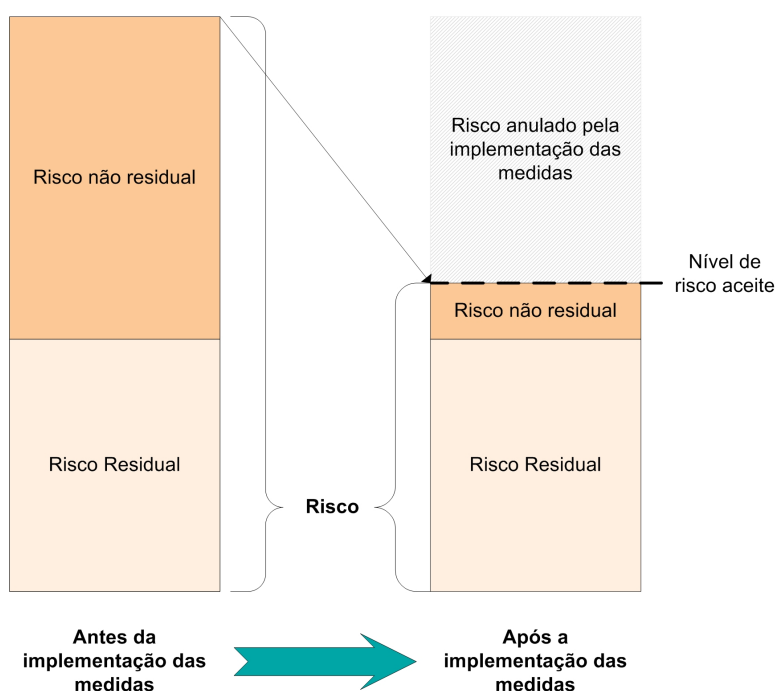 Risco não residual
Risco Residual
Risco
Risco anulado pela
implementação das
medidas
Nível de
risco aceite
Risco não residual
Risco Residual
Antes da
implementação das
medidas
Após a
implementação das
medidas